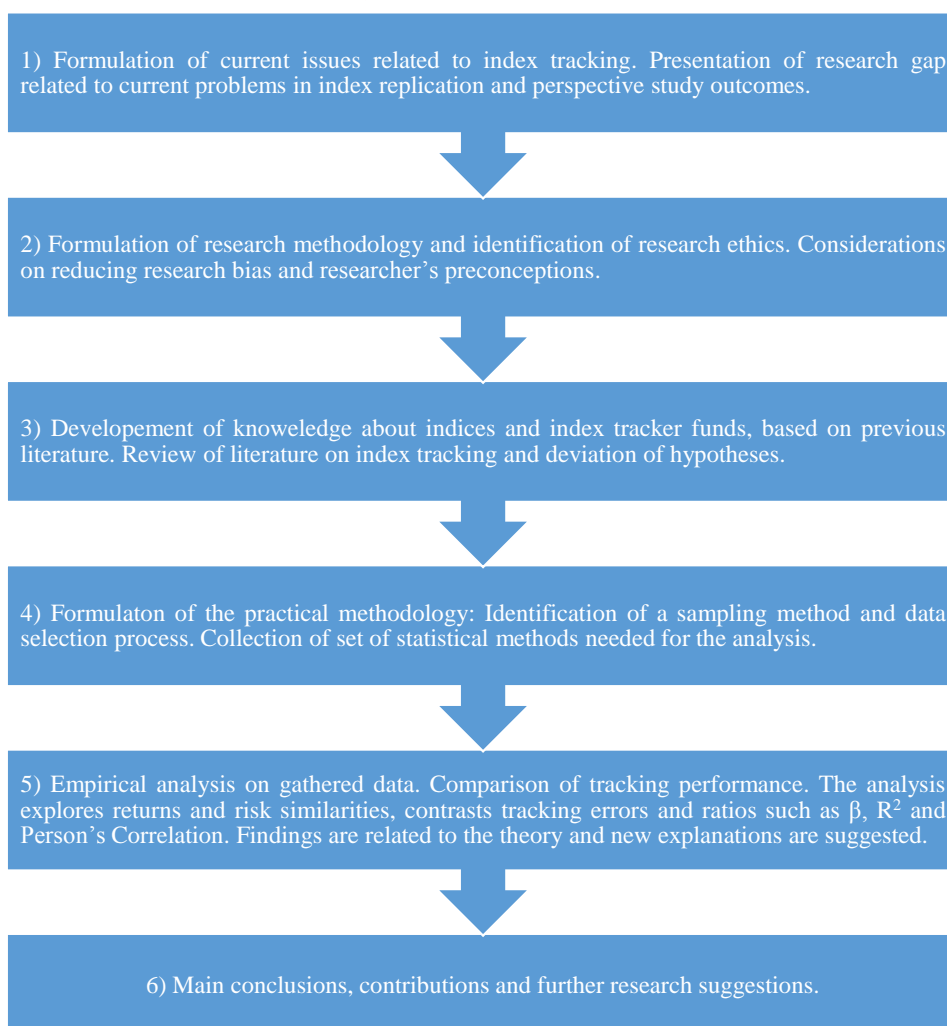 1) Formulation of current issues related to index tracking. Presentation of research gap
related to current problems in index replication and perspective study outcomes.
2) Formulation of research methodology and identification of research ethics. Considerations
on reducing research bias and researcher's preconceptions.
3) Developement of knoweledge about indices and index tracker funds, based on previous
literature. Review of literature on index tracking and deviation of hypotheses.
4) Formulaton of the practical methodology: Identification of a sampling method and data
selection process. Collection of set of statistical methods needed for the analysis.
5) Empirical analysis on gathered data. Comparison of tracking performance. The analysis
explores returns and risk similarities, contrasts tracking errors and ratios such as β, R² and
Person's Correlation. Findings are related to the theory and new explanations are suggested.
6) Main conclusions, contributions and further research suggestions.